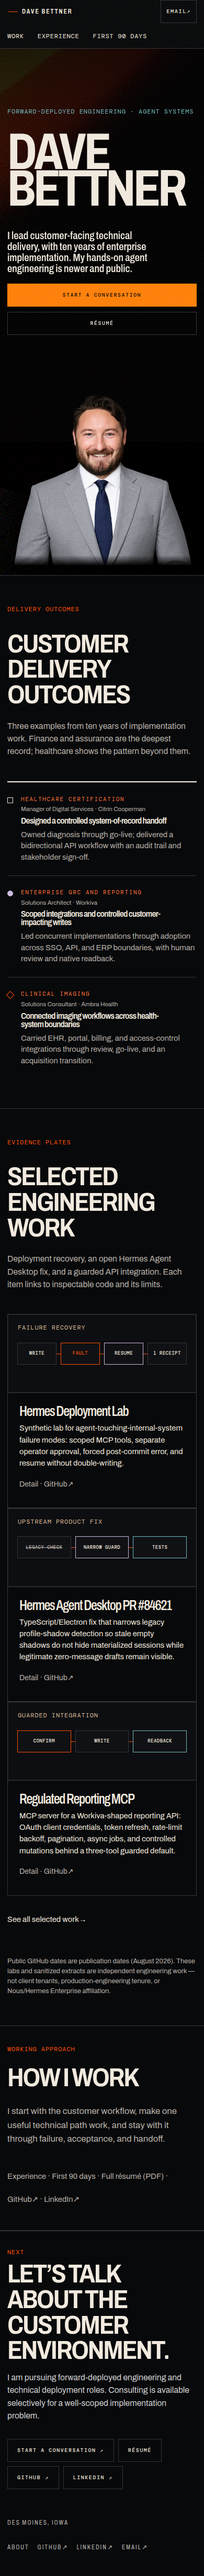 — DAVE BETTNER
EMAIL↗
WORK EXPERIENCE FIRST 90 DAYS
FORWARD-DEPLOYED ENGINEERING · AGENT SYSTEMS
DAVE
BETTNER
I lead customer-facing technical
delivery, with ten years of enterprise
implementation. My hands-on agent
engineering is newer and public.
START A CONVERSATION
RÉSUMÉ
DELIVERY OUTCOMES
CUSTOMER
DELIVERY
OUTCOMES
Three examples from ten years of implementation
work. Finance and assurance are the deepest
record; healthcare shows the pattern beyond them.
HEALTHCARE CERTIFICATION
Manager of Digital Services · Citrin Cooperman
Designed a controlled system-of-record handoff
Owned diagnosis through go-live; delivered a
bidirectional API workflow with an audit trail and
stakeholder sign-off.
ENTERPRISE GRC AND REPORTING
Solutions Architect · Workiva
Scoped integrations and controlled customer-
impacting writes
Led concurrent implementations through adoption
across SSO, API, and ERP boundaries, with human
review and native readback.
CLINICAL IMAGING
Solutions Consultant · Ambra Health
Connected imaging workflows across health-
system boundaries
Carried EHR, portal, billing, and access-control
integrations through review, go-live, and an
acquisition transition.
EVIDENCE PLATES
SELECTED
ENGINEERING
WORK
Deployment recovery, an open Hermes Agent
Desktop fix, and a guarded API integration. Each
item links to inspectable code and its limits.
FAILURE RECOVERY
WRITE FAULT RESUME 1 RECEIPT
Hermes Deployment Lab
Synthetic lab for agent-touching-internal-system
failure modes: scoped MCP tools, separate
operator approval, forced post-commit error, and
resume without double-writing.
Detail · GitHub↗
UPSTREAM PRODUCT FIX
LEGACY CHECK NARROW GUARD TESTS
Hermes Agent Desktop PR #84621
TypeScript/Electron fix that narrows legacy
profile-shadow detection so stale empty
shadows do not hide materialized sessions while
legitimate zero-message drafts remain visible.
Detail · GitHub↗
GUARDED INTEGRATION
CONFIRM WRITE READBACK
Regulated Reporting MCP
MCP server for a Workiva-shaped reporting API:
OAuth client credentials, token refresh, rate-limit
backoff, pagination, async jobs, and controlled
mutations behind a three-tool guarded default.
Detail · GitHub↗
See all selected work→
Public GitHub dates are publication dates (August 2026). These
labs and sanitized extracts are independent engineering work —
not client tenants, production-engineering tenure, or
Nous/Hermes Enterprise affiliation.
WORKING APPROACH
HOW I WORK
I start with the customer workflow, make one
useful technical path work, and stay with it
through failure, acceptance, and handoff.
Experience · First 90 days · Full résumé (PDF) ·
GitHub↗ · LinkedIn↗
NEXT
LET'S TALK
ABOUT THE
CUSTOMER
ENVIRONMENT.
I am pursuing forward-deployed engineering and
technical deployment roles. Consulting is available
selectively for a well-scoped implementation
problem.
START A CONVERSATION ↗ RÉSUMÉ
GITHUB ↗ LINKEDIN ↗
DES MOINES, IOWA
ABOUT GITHUB↗ LINKEDIN↗ EMAIL↗